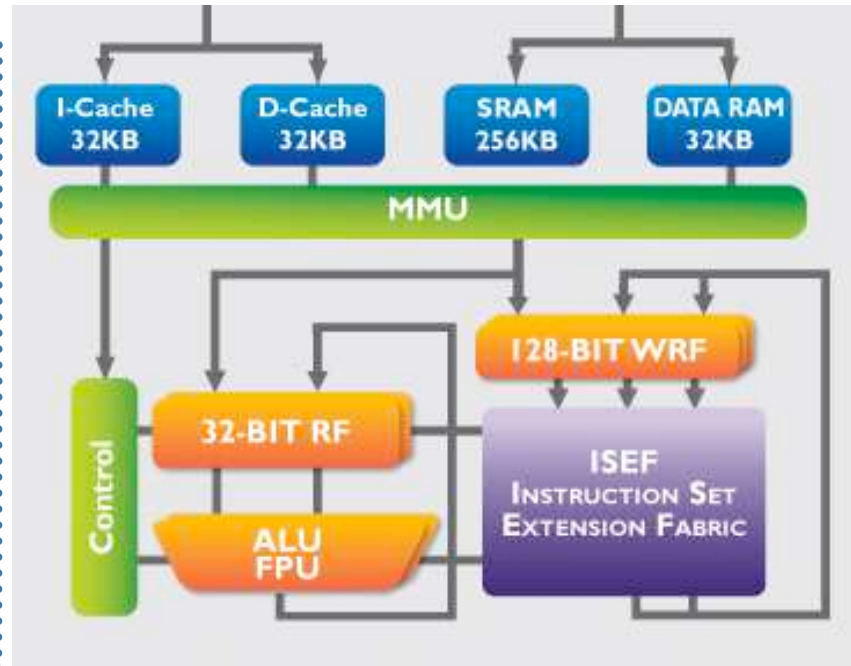 I-Cache
32KB
D-Cache
32KB
SRAM
256KB
DATA RAM
32KB
MMU
128-BIT WRF
Control
32-BIT RF
ISEF
INSTRUCTION SET
EXTENSION FABRIC
ALU
FPU